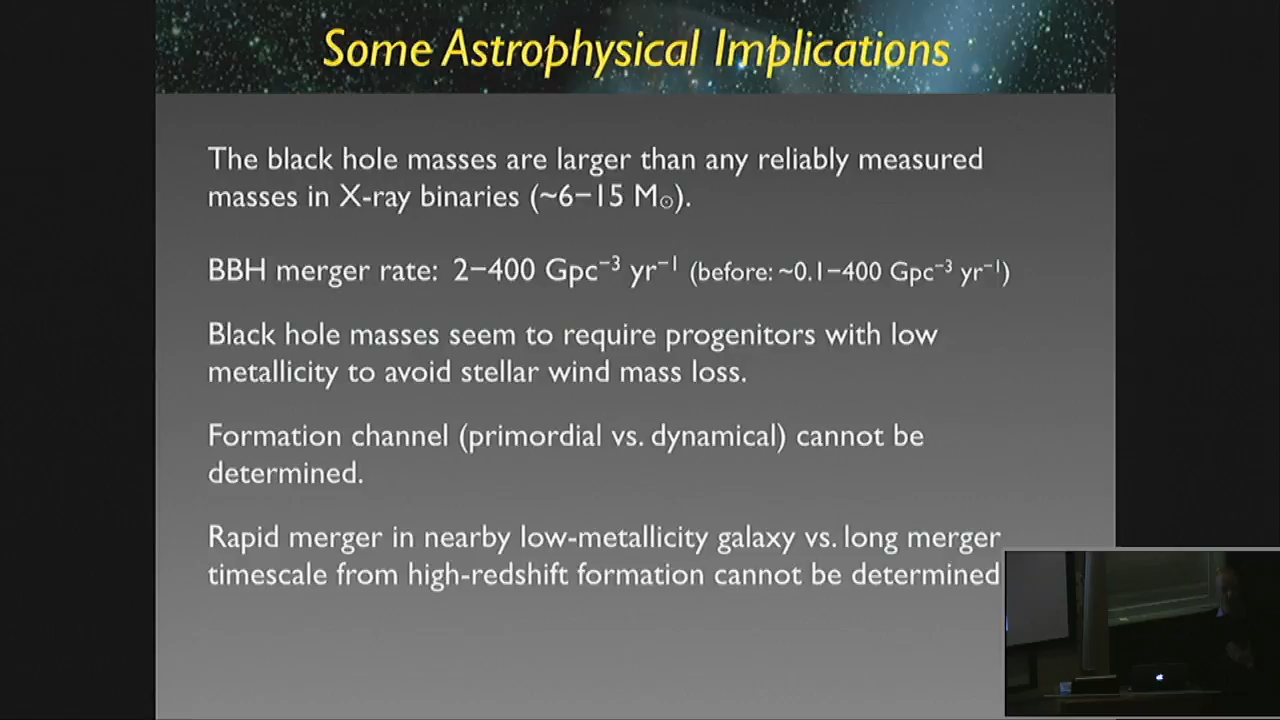 Some Astrophysical Implications
The black hole masses are larger than any reliably measured
masses in X-ray binaries (~6−15 M☉).
BBH merger rate: 2−400 Gpc⁻³ yr⁻¹ (before: ~0.1−400 Gpc⁻³ yr⁻¹)
Black hole masses seem to require progenitors with low
metallicity to avoid stellar wind mass loss.
Formation channel (primordial vs. dynamical) cannot be
determined.
Rapid merger in nearby low-metallicity galaxy vs. long merger
timescale from high-redshift formation cannot be determined